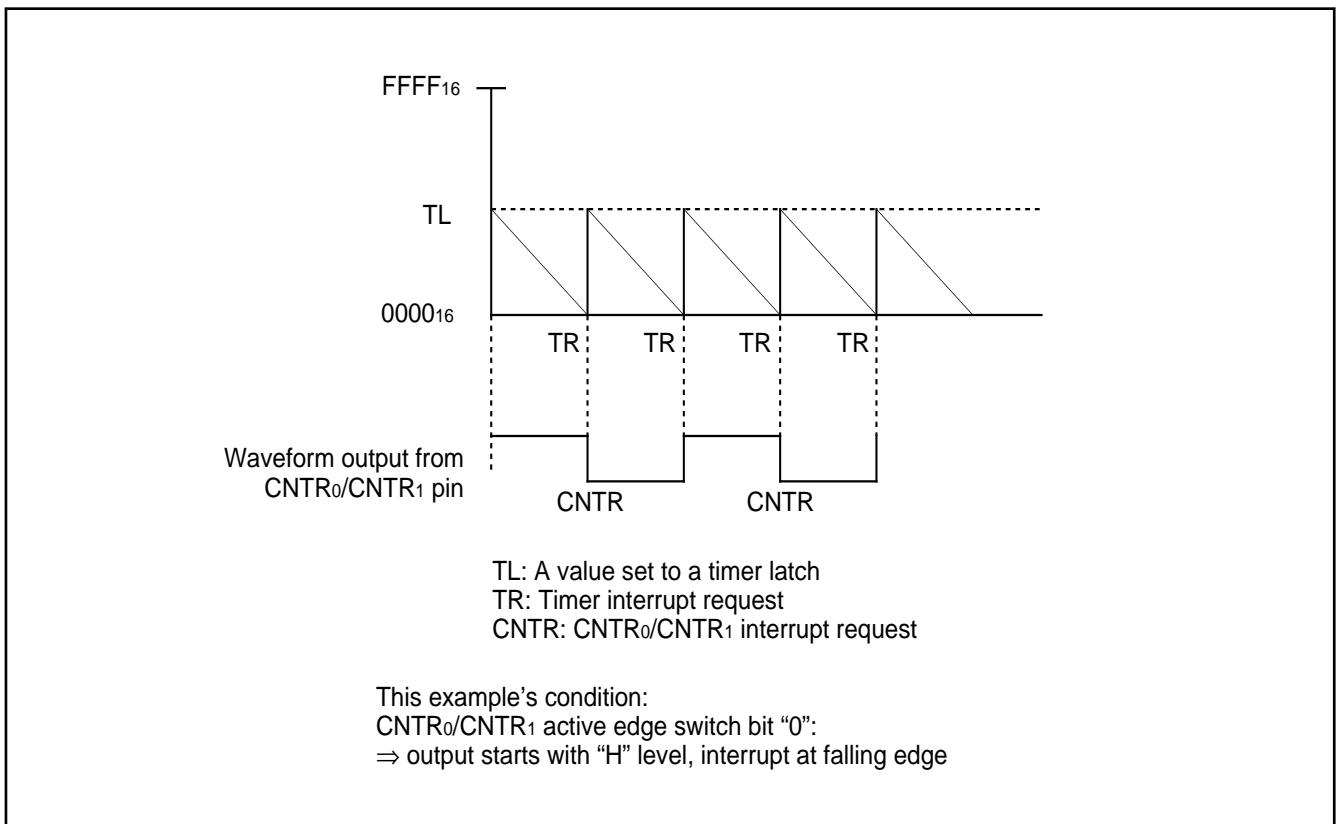 FFFF16
TL
000016
TR TR TR TR
Waveform output from
CNTR0/CNTR1 pin
CNTR CNTR
TL: A value set to a timer latch
TR: Timer interrupt request
CNTR: CNTR0/CNTR1 interrupt request
This example’s condition:
CNTR0/CNTR1 active edge switch bit “0”:
⇒ output starts with “H” level, interrupt at falling edge